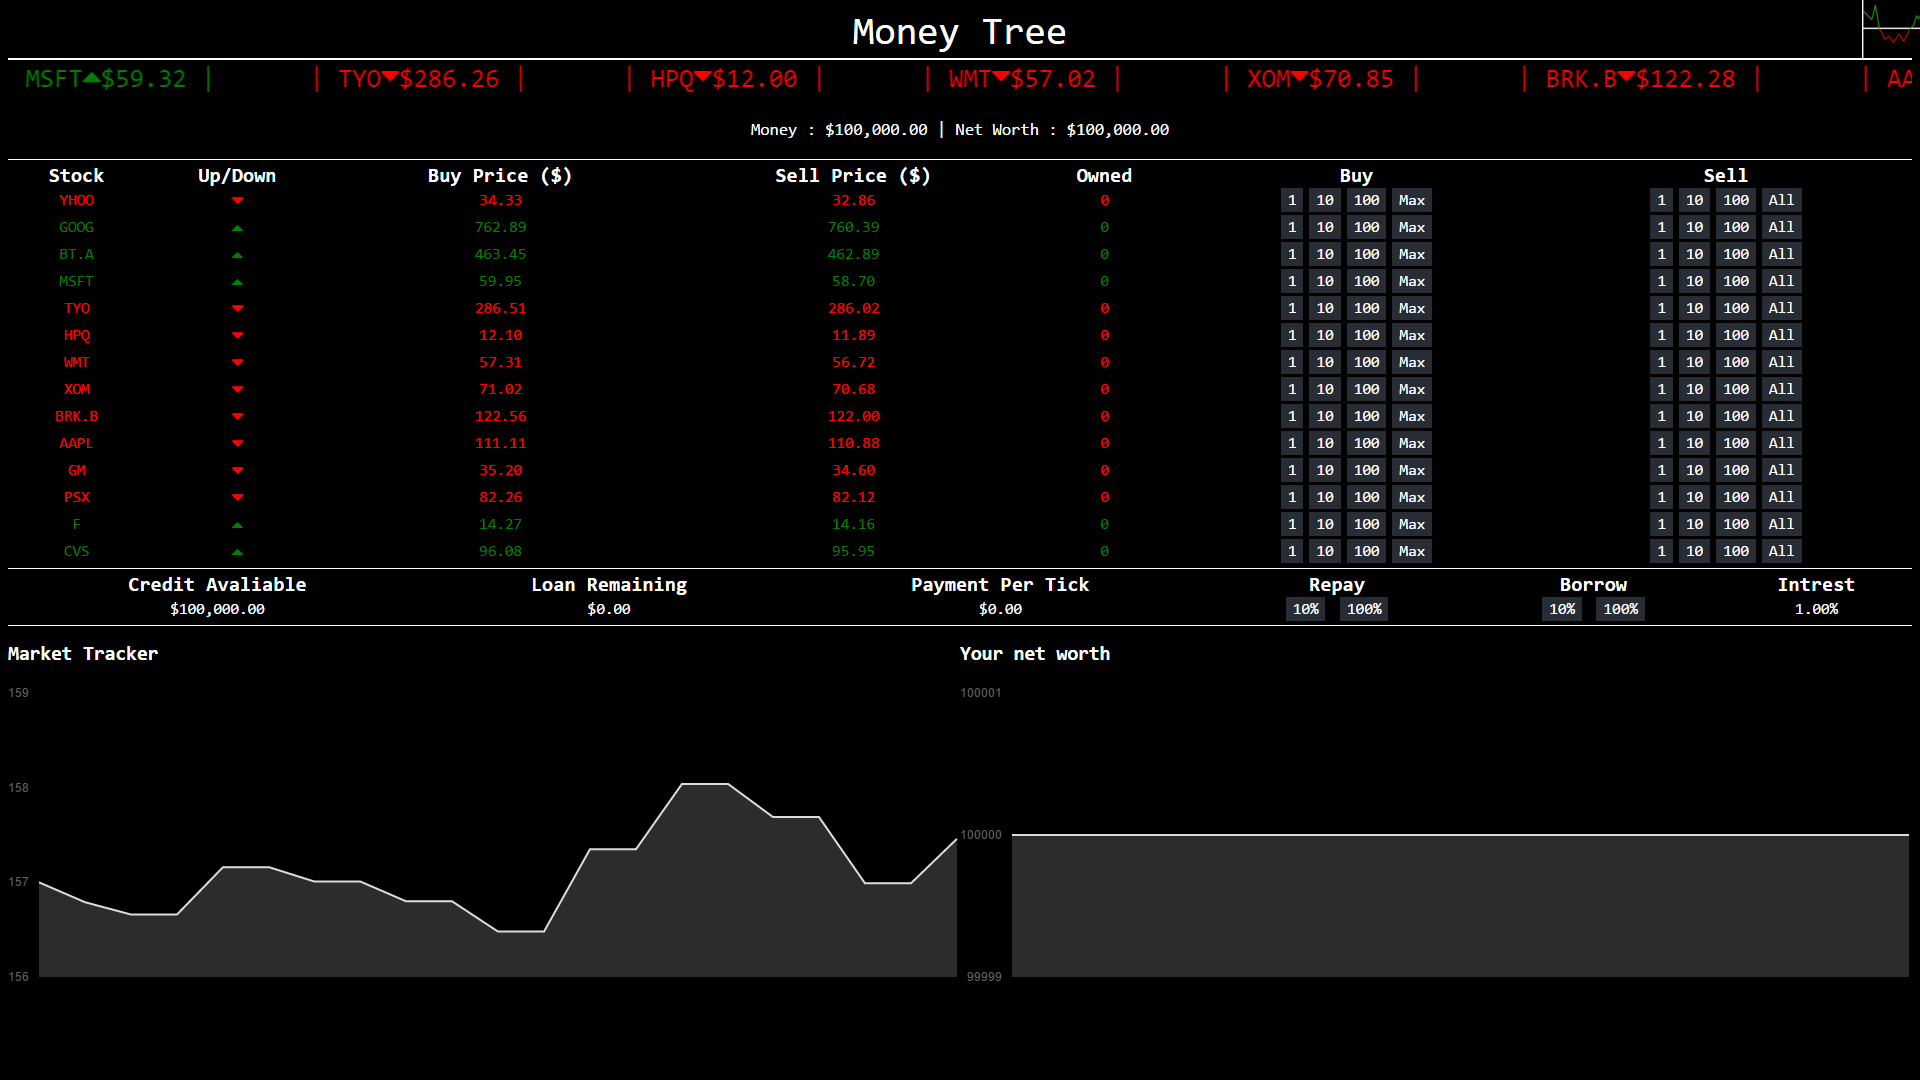 Money Tree
MSFT▲$59.32 | | TYO▼$286.26 | | HPQ▼$12.00 | | WMT▼$57.02 | | XOM▼$70.85 | | BRK.B▼$122.28 | | AA
Money : $100,000.00 | Net Worth : $100,000.00
Stock Up/Down Buy Price ($) Sell Price ($) Owned Buy Sell
YHOO ▼ 34.33 32.86 0 1 10 100 Max 1 10 100 All
GOOG ▲ 762.89 760.39 0 1 10 100 Max 1 10 100 All
BT.A ▲ 463.45 462.89 0 1 10 100 Max 1 10 100 All
MSFT ▲ 59.95 58.70 0 1 10 100 Max 1 10 100 All
TYO ▼ 286.51 286.02 0 1 10 100 Max 1 10 100 All
HPQ ▼ 12.10 11.89 0 1 10 100 Max 1 10 100 All
WMT ▼ 57.31 56.72 0 1 10 100 Max 1 10 100 All
XOM ▼ 71.02 70.68 0 1 10 100 Max 1 10 100 All
BRK.B ▼ 122.56 122.00 0 1 10 100 Max 1 10 100 All
AAPL ▼ 111.11 110.88 0 1 10 100 Max 1 10 100 All
GM ▼ 35.20 34.60 0 1 10 100 Max 1 10 100 All
PSX ▼ 82.26 82.12 0 1 10 100 Max 1 10 100 All
F ▲ 14.27 14.16 0 1 10 100 Max 1 10 100 All
CVS ▲ 96.08 95.95 0 1 10 100 Max 1 10 100 All
Credit Avaliable Loan Remaining Payment Per Tick Repay Borrow Intrest
$100,000.00 $0.00 $0.00 10% 100% 10% 100% 1.00%
Market Tracker
159
158
157
156
Your net worth
100001
100000
99999